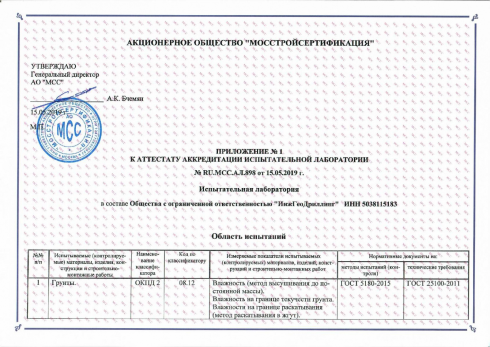 АКЦИОНЕРНОЕ ОБЩЕСТВО "МОССТРОЙСЕРТИФИКАЦИЯ"
УТВЕРЖДАЮ
Генеральный директор
АО "МСС"
А.К. Бчемян
15.05.2019
М.П.
МСС
ПРИЛОЖЕНИЕ № 1
К АТТЕСТАТУ АККРЕДИТАЦИИ ИСПЫТАТЕЛЬНОЙ ЛАБОРАТОРИИ
№ RU.МСС.АЛ.898 от 15.05.2019 г.
Испытательная лаборатория
в составе Общества с ограниченной ответственностью "ИнжГеоДриллинг" ИНН 5038115183
Область испытаний
№№ п/п
Испытываемые (контролируемые) материалы, изделия, конструкции и строительно-монтажные работы
Наименование классификатора
Код по классификатору
Измеряемые показатели испытываемых (контролируемых) материалов, изделий, конструкций и строительно-монтажных работ
Нормативные документы на:
методы испытаний (контроля)
технические требования
1 Грунты. ОКПД 2 08.12 Влажность (метод высушивания до постоянной массы). ГОСТ 5180-2015 ГОСТ 25100-2011
Влажность на границе текучести грунта.
Влажность на границе раскатывания
(метод раскатывания в жгут).